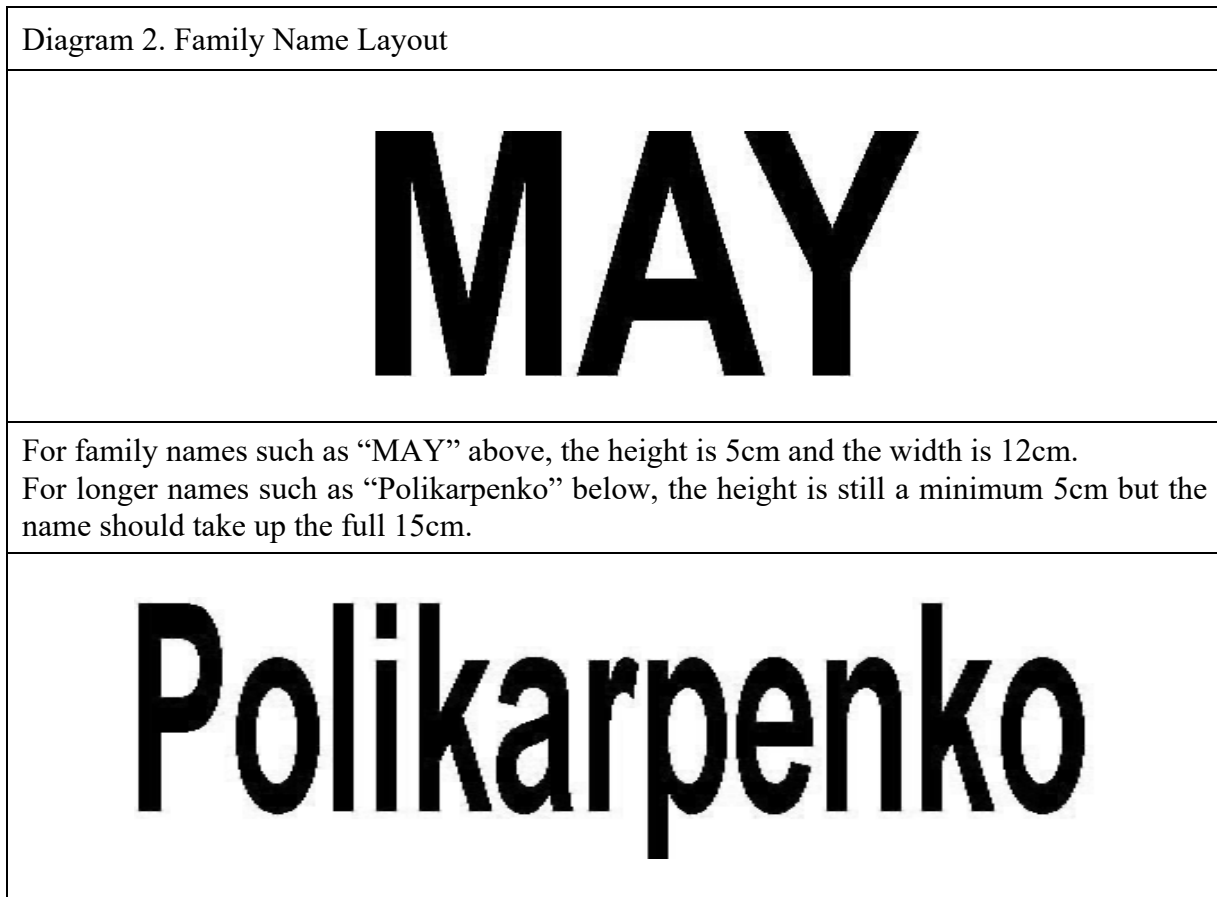 Diagram 2. Family Name Layout
MAY
For family names such as “MAY” above, the height is 5cm and the width is 12cm.
For longer names such as “Polikarpenko” below, the height is still a minimum 5cm but the
name should take up the full 15cm.
Polikarpenko